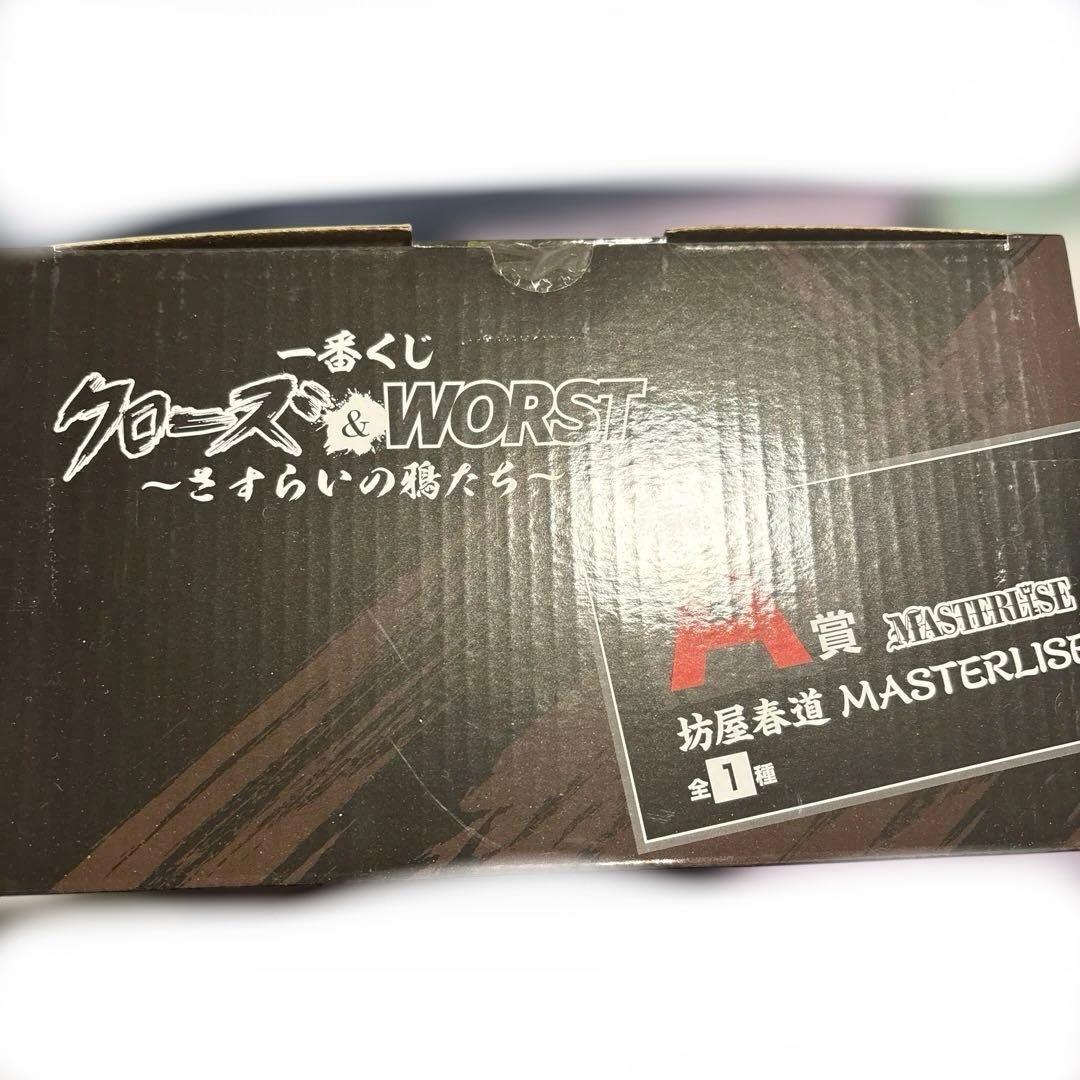 一番くじ
クローズ&WORST
〜さすらいの鴉たち〜
A賞 MASTERLISE
坊屋春道 MASTERLISE
全1種